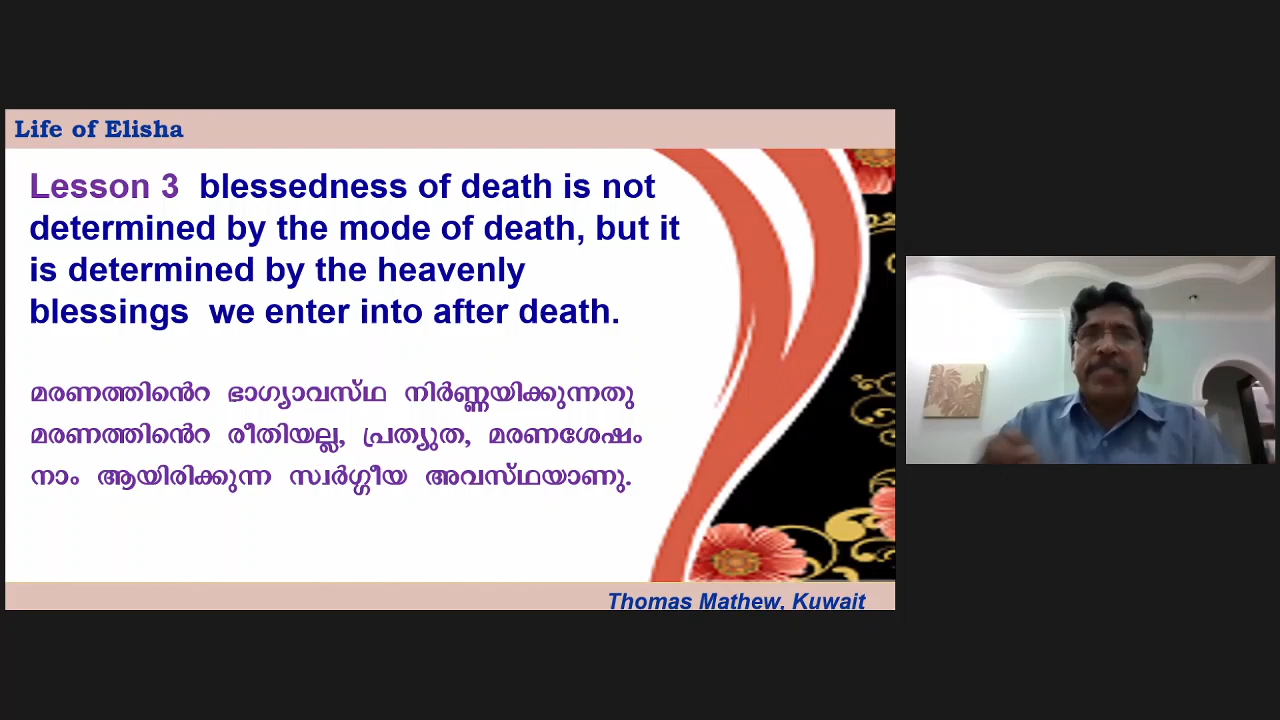 Life of Elisha
Lesson 3 blessedness of death is not
determined by the mode of death, but it
is determined by the heavenly
blessings we enter into after death.
മരണത്തിൻെറ ഭാഗ്യാവസ്ഥ നിർണ്ണയിക്കുന്നതു
മരണത്തിൻെറ രീതിയല്ല, പ്രത്യുത, മരണശേഷം
നാം ആയിരിക്കുന്ന സ്വർഗ്ഗീയ അവസ്ഥയാണു.
Thomas Mathew, Kuwait